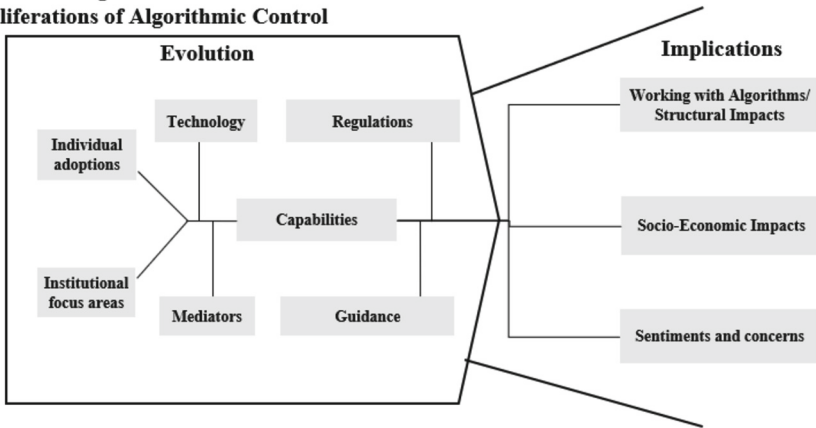 liferations of Algorithmic Control
Evolution
Implications
Technology
Regulations
Individual
adoptions
Capabilities
Institutional
focus areas
Mediators
Guidance
Working with Algorithms/
Structural Impacts
Socio-Economic Impacts
Sentiments and concerns